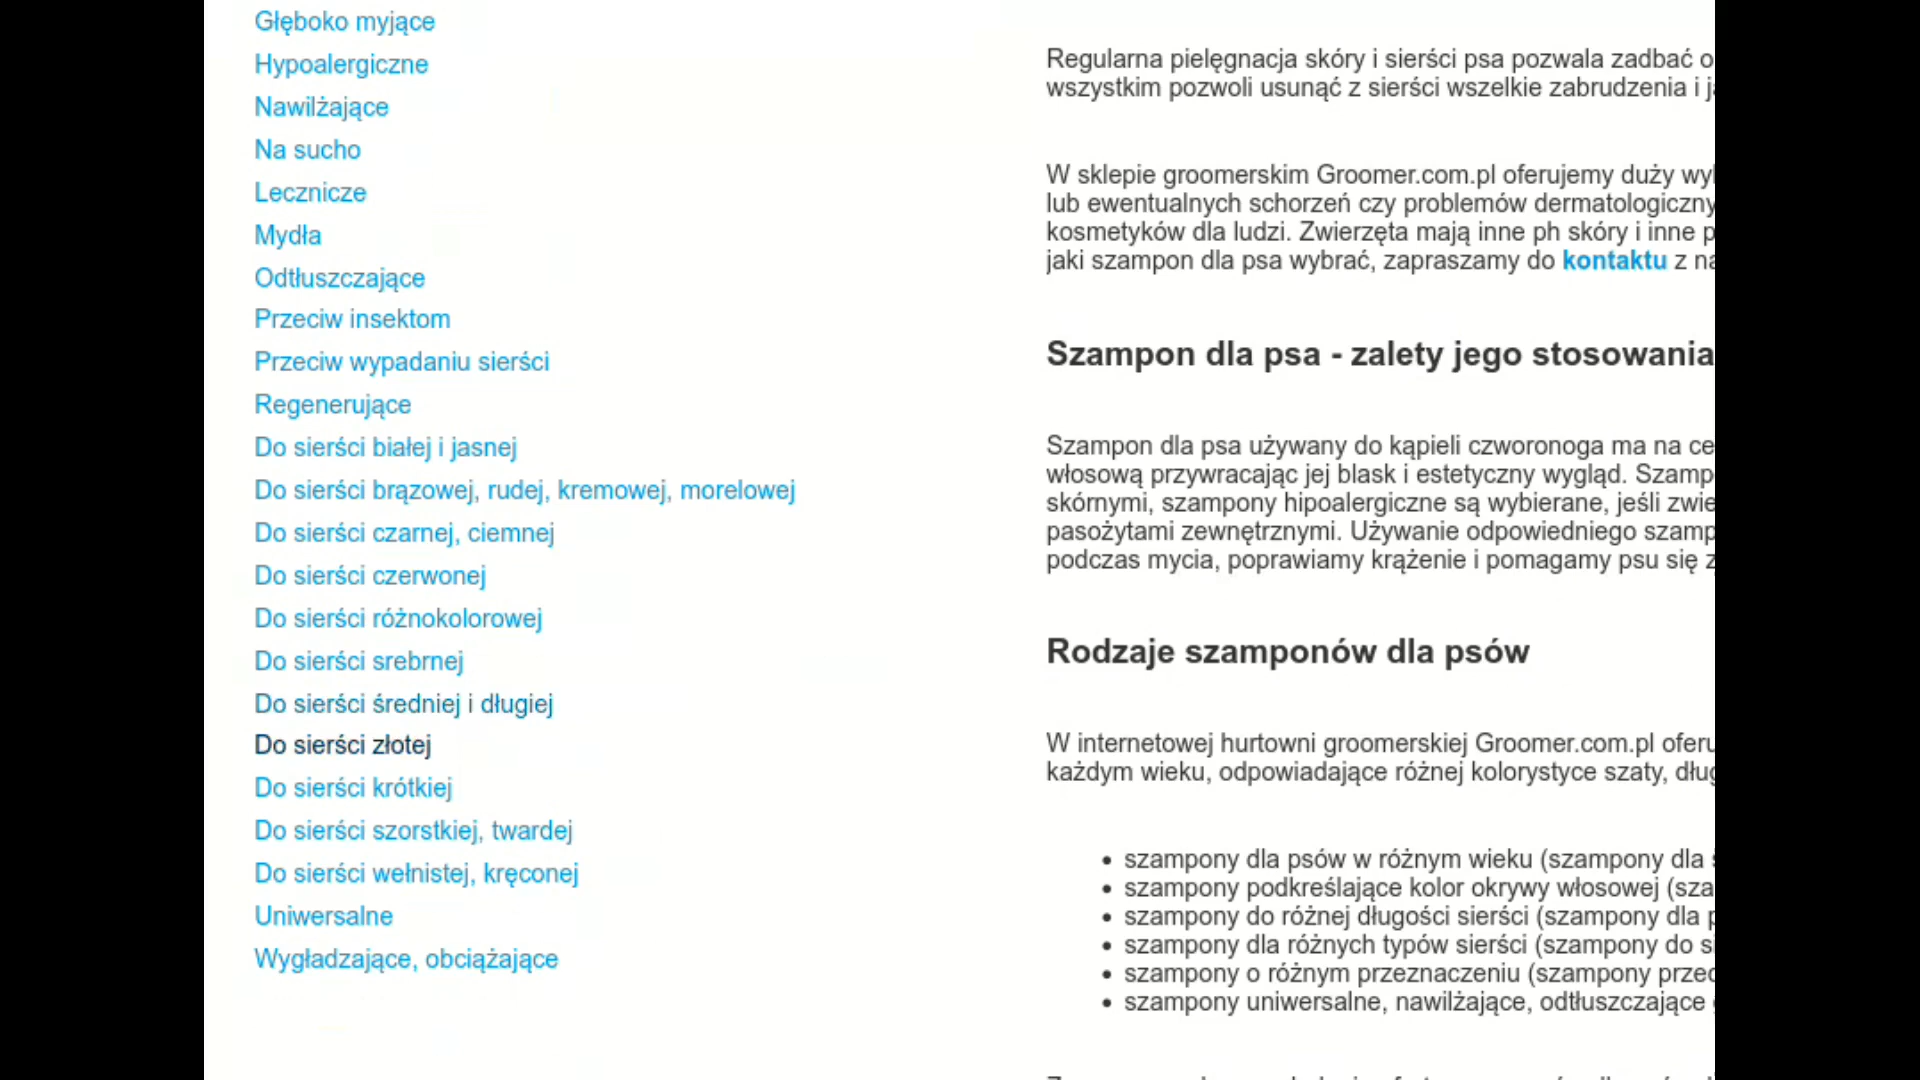 Głęboko myjące
Hypoalergiczne
Nawilżające
Na sucho
Lecznicze
Mydła
Odtłuszczające
Przeciw insektom
Przeciw wypadaniu sierści
Regenerujące
Do sierści białej i jasnej
Do sierści brązowej, rudej, kremowej, morelowej
Do sierści czarnej, ciemnej
Do sierści czerwonej
Do sierści różnokolorowej
Do sierści srebrnej
Do sierści średniej i długiej
Do sierści złotej
Do sierści krótkiej
Do sierści szorstkiej, twardej
Do sierści wełnistej, kręconej
Uniwersalne
Wygładzające, obciążające
Regularna pielęgnacja skóry i sierści psa pozwala zadbać o
wszystkim pozwoli usunąć z sierści wszelkie zabrudzenia i
W sklepie groomerskim Groomer.com.pl oferujemy duży
lub ewentualnych schorzeń czy problemów dermatologiczny
kosmetyków dla ludzi. Zwierzęta mają inne ph skóry i inne p
jaki szampon dla psa wybrać, zapraszamy do kontaktu z
Szampon dla psa - zalety jego stosowania
Szampon dla psa używany do kąpieli czworonoga ma na ce
włosową przywracając jej blask i estetyczny wygląd. Szamp
skórnymi, szampony hipoalergiczne są wybierane, jeśli zwie
pasożytami zewnętrznymi. Używanie odpowiedniego szamp
podczas mycia, poprawiamy krążenie i pomagamy psu się
Rodzaje szamponów dla psów
W internetowej hurtowni groomerskiej Groomer.com.pl oferu
każdym wieku, odpowiadające różnej kolorystyce szaty, dług
• szampony dla psów w różnym wieku (szampony dla
• szampony podkreślające kolor okrywy włosowej (sza
• szampony do różnej długości sierści (szampony dla p
• szampony dla różnych typów sierści (szampony do
• szampony o różnym przeznaczeniu (szampony przec
• szampony uniwersalne, nawilżające, odtłuszczające